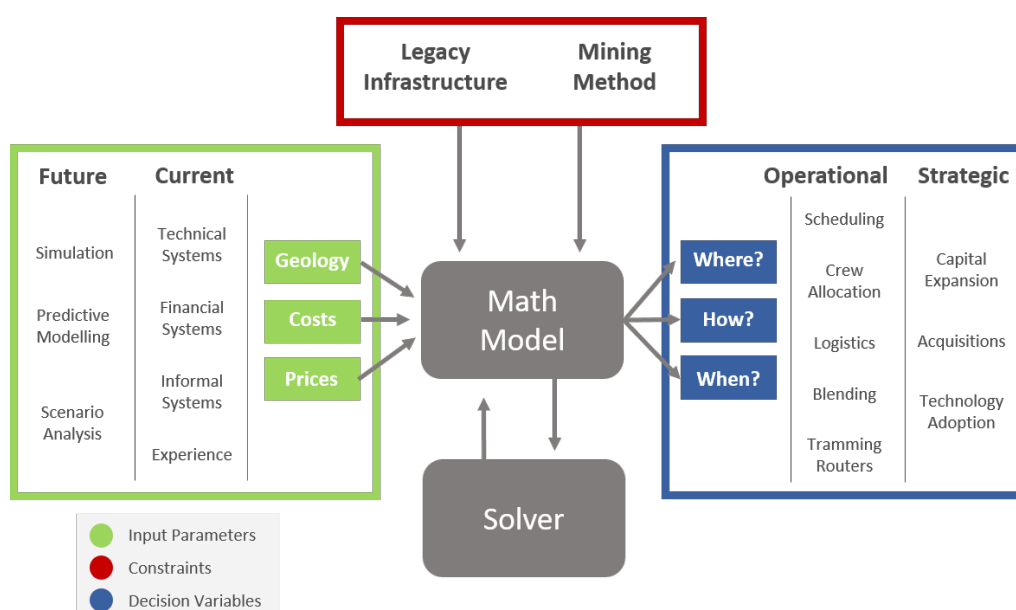 Legacy
Infrastructure
Mining
Method
Future
Current
Simulation
Predictive
Modelling
Scenario
Analysis
Technical
Systems
Financial
Systems
Informal
Systems
Experience
Geology
Costs
Prices
Math
Model
Solver
Where?
How?
When?
Operational
Strategic
Scheduling
Crew
Allocation
Logistics
Blending
Tramming
Routers
Capital
Expansion
Acquisitions
Technology
Adoption
Input Parameters
Constraints
Decision Variables